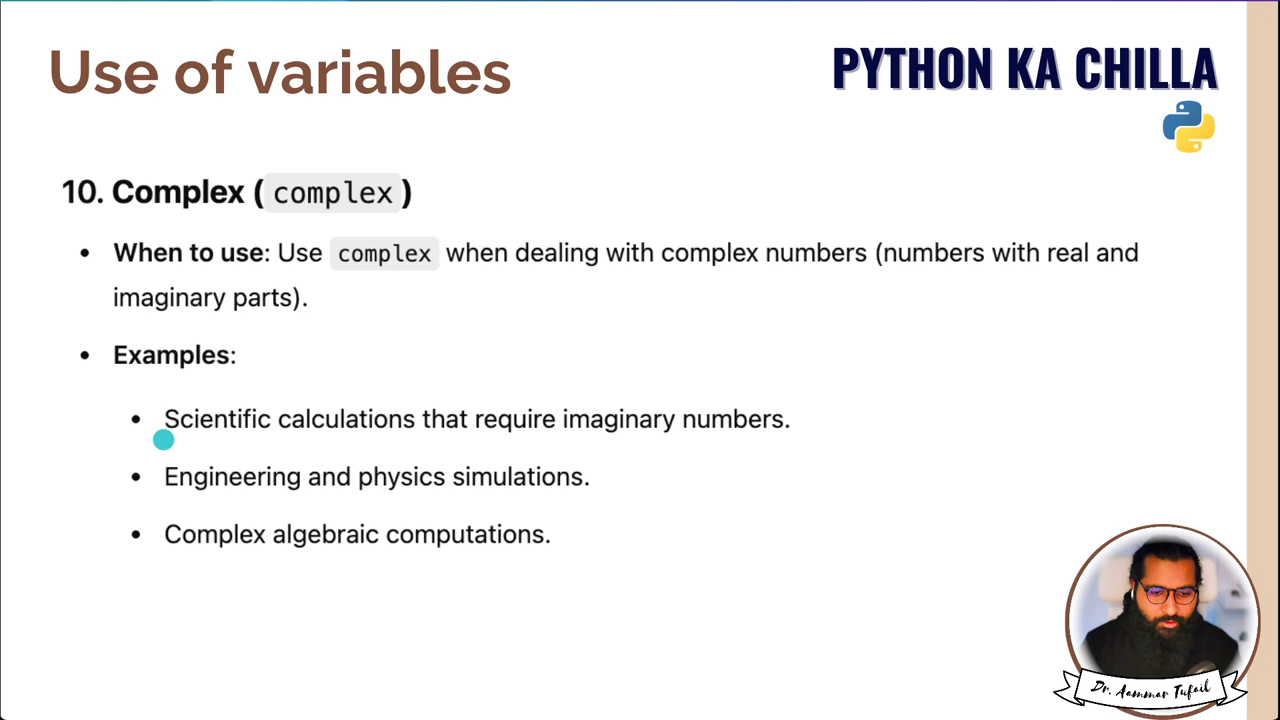 Use of variables
PYTHON KA CHILLA
10. Complex ( complex )
• When to use: Use complex when dealing with complex numbers (numbers with real and
imaginary parts).
• Examples:
• Scientific calculations that require imaginary numbers.
• Engineering and physics simulations.
• Complex algebraic computations.
Dr. Aammar Tufail